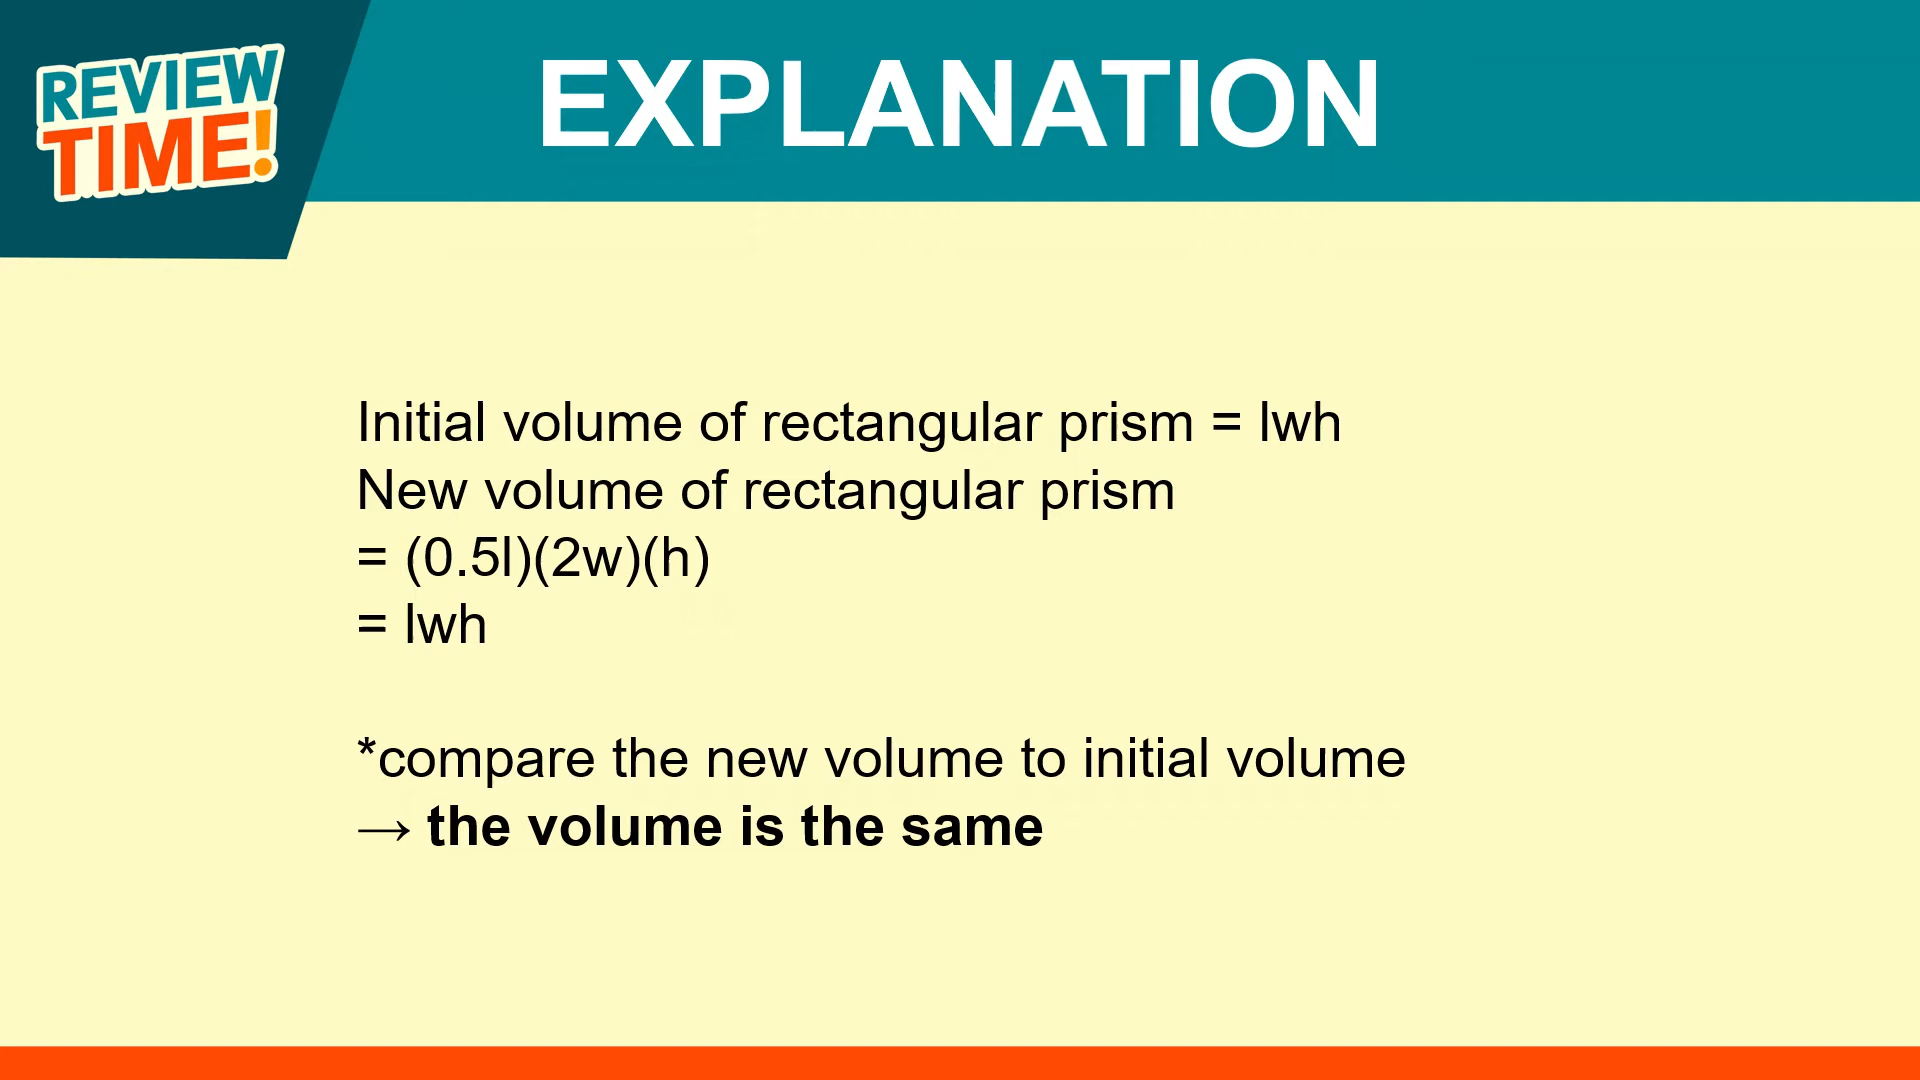 REVIEW
TIME!
EXPLANATION
Initial volume of rectangular prism = lwh
New volume of rectangular prism
= (0.5l)(2w)(h)
= lwh
*compare the new volume to initial volume
→ the volume is the same